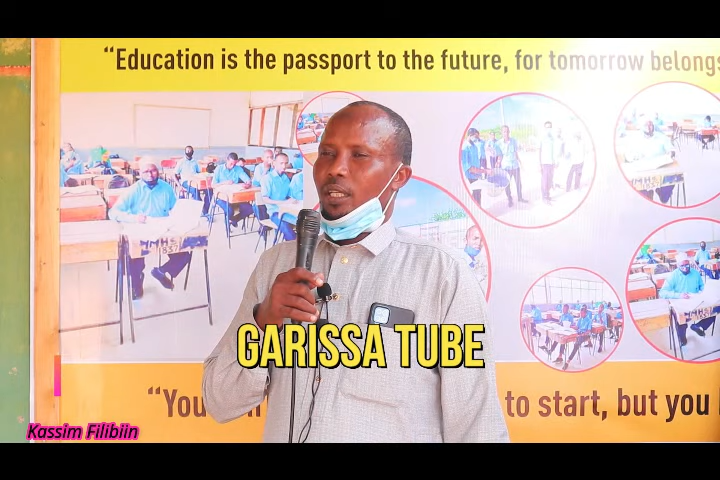 “Education is the passport to the future, for tomorrow belongs
GARISSA TUBE
“You
to start, but you
Kassim Filibiin